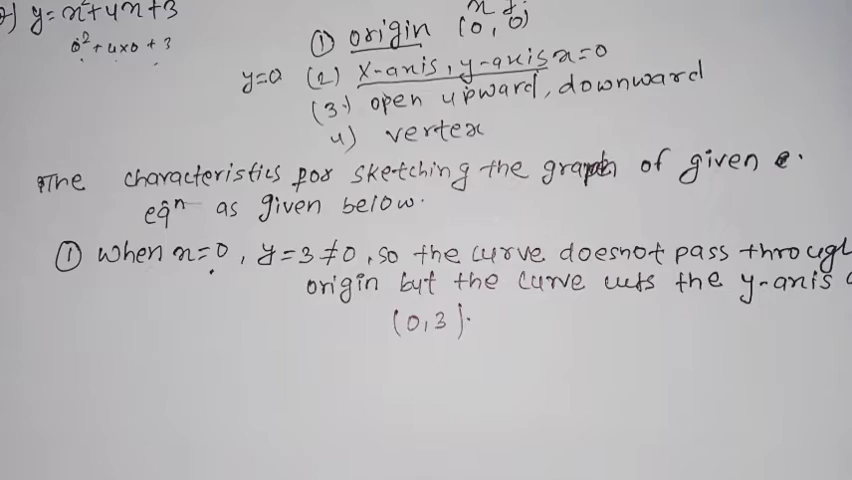 y=x²+4x+3
0²+4×0+3
① origin (0,0)
x y
y=0 (2) x-axis, y-axis x=0
(3) open upward, downward
4) vertex
The characteristics for sketching the graph of given
eqⁿ as given below.
① when x=0, y=3≠0, so the curve doesnot pass through
origin but the curve cuts the y-axis
(0,3).